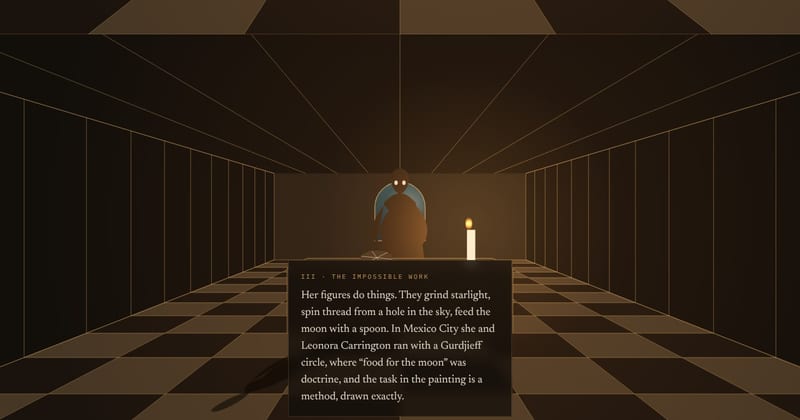 III · THE IMPOSSIBLE WORK
Her figures do things. They grind starlight,
spin thread from a hole in the sky, feed the
moon with a spoon. In Mexico City she and
Leonora Carrington ran with a Gurdjieff
circle, where “food for the moon” was
doctrine, and the task in the painting is a
method, drawn exactly.